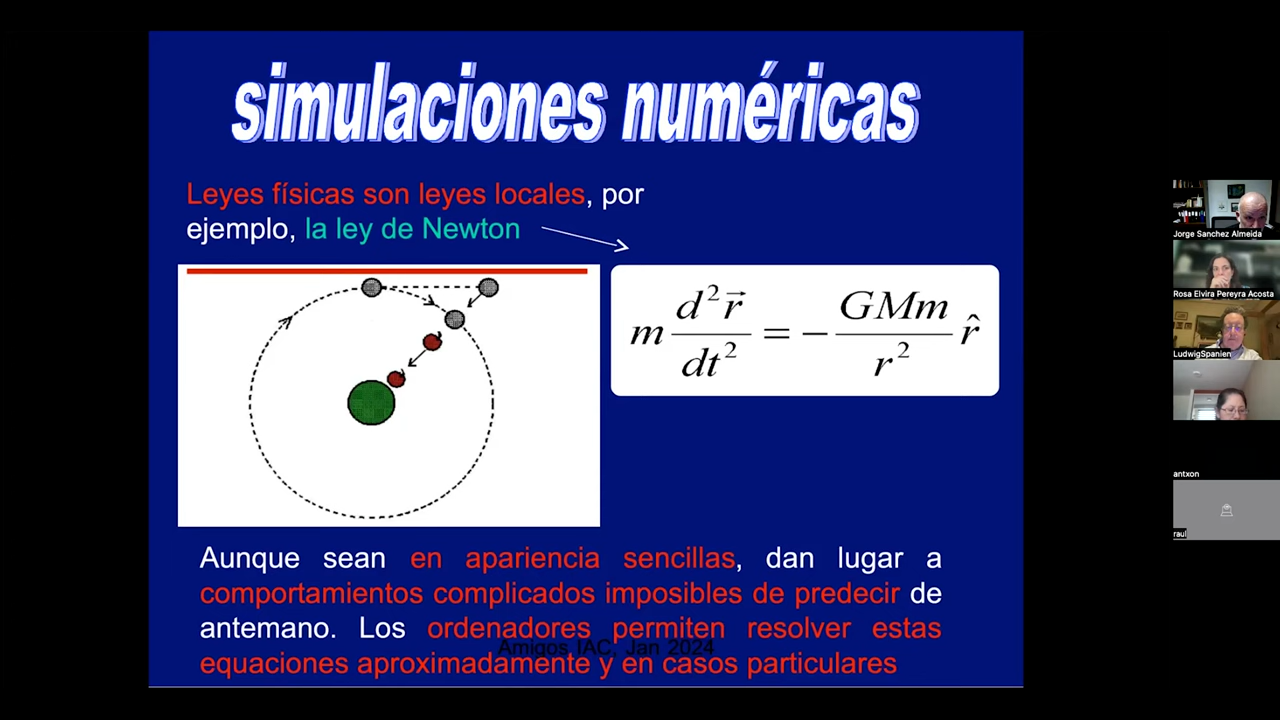 simulaciones numéricas
Leyes físicas son leyes locales, por
ejemplo, la ley de Newton
m d²r⃗/dt² = − GMm/r² r̂
Aunque sean en apariencia sencillas, dan lugar a
comportamientos complicados imposibles de predecir de
antemano. Los ordenadores permiten resolver estas
Amigos IAC, Jan 2024
equaciones aproximadamente y en casos particulares
Jorge Sanchez Almeida
Rosa Elvira Pereyra Acosta
LudwigSpanien
antxon
raul